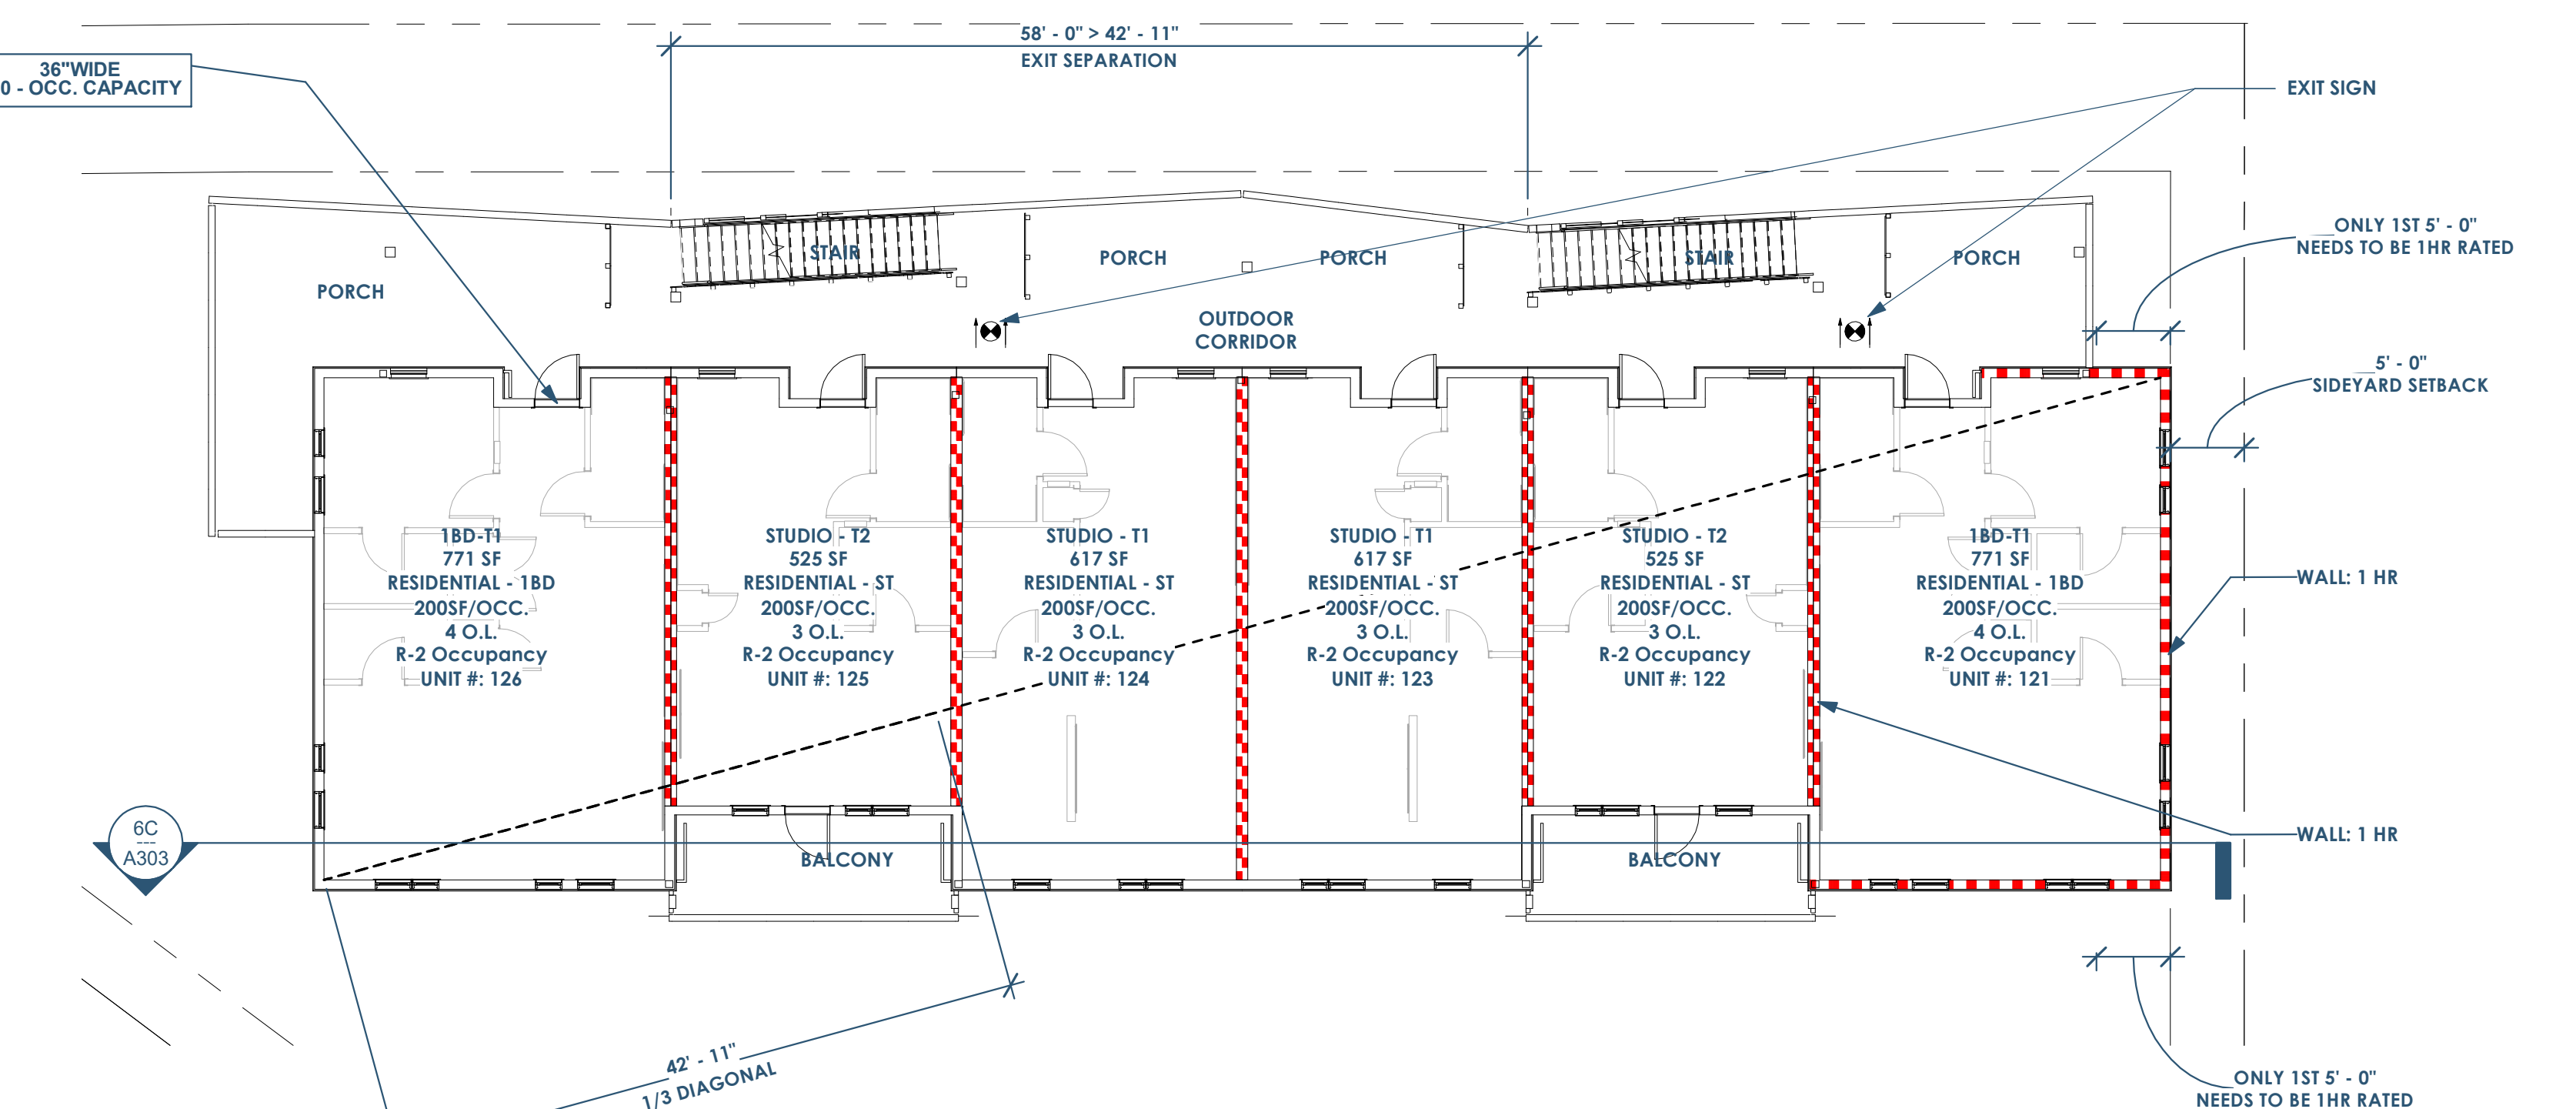 58' - 0" > 42' - 11"
EXIT SEPARATION
36"WIDE
0 - OCC. CAPACITY
EXIT SIGN
ONLY 1ST 5' - 0"
NEEDS TO BE 1HR RATED
STAIR
PORCH
PORCH
STAIR
PORCH
PORCH
OUTDOOR
CORRIDOR
5' - 0"
SIDEYARD SETBACK
1BD-T1
771 SF
RESIDENTIAL - 1BD
200SF/OCC.
4 O.L.
R-2 Occupancy
UNIT #: 126
STUDIO - T2
525 SF
RESIDENTIAL - ST
200SF/OCC.
3 O.L.
R-2 Occupancy
UNIT #: 125
STUDIO - T1
617 SF
RESIDENTIAL - ST
200SF/OCC.
3 O.L.
R-2 Occupancy
UNIT #: 124
STUDIO - T1
617 SF
RESIDENTIAL - ST
200SF/OCC.
3 O.L.
R-2 Occupancy
UNIT #: 123
STUDIO - T2
525 SF
RESIDENTIAL - ST
200SF/OCC.
3 O.L.
R-2 Occupancy
UNIT #: 122
1BD-T1
771 SF
RESIDENTIAL - 1BD
200SF/OCC.
4 O.L.
R-2 Occupancy
UNIT #: 121
WALL: 1 HR
WALL: 1 HR
6C
---
A303
BALCONY
BALCONY
42' - 11"
1/3 DIAGONAL
ONLY 1ST 5' - 0"
NEEDS TO BE 1HR RATED